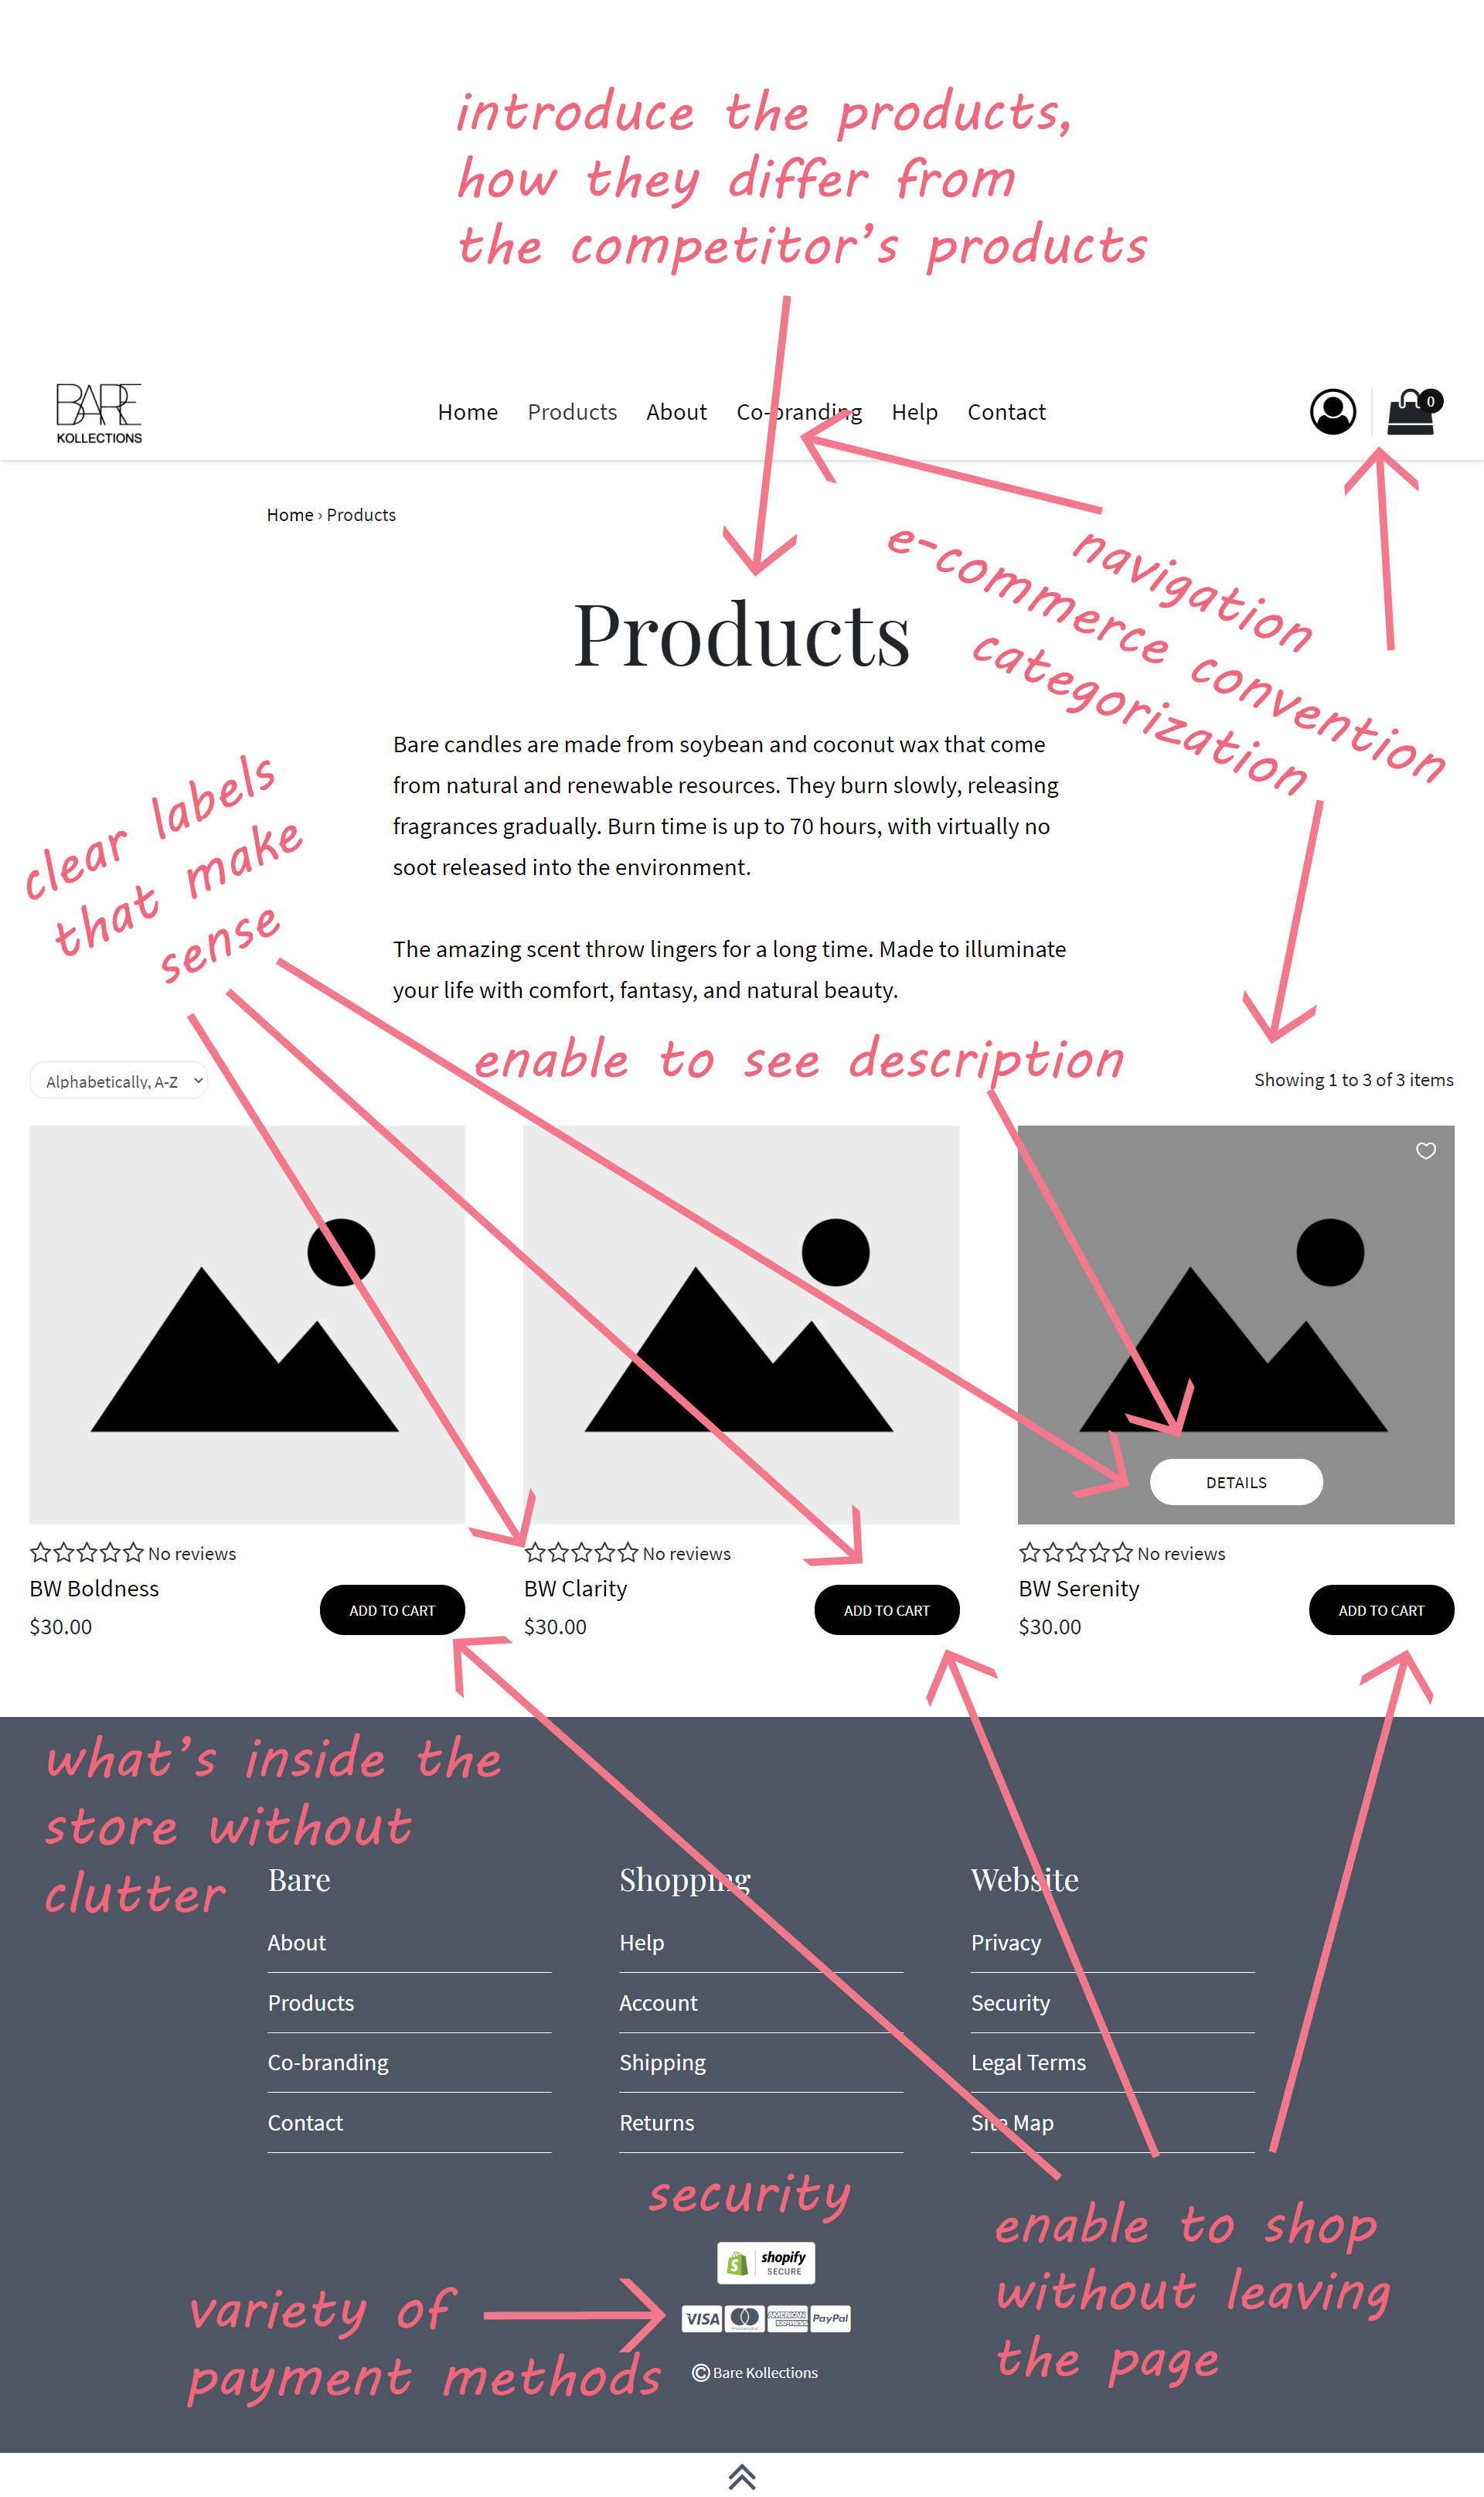 introduce the products,
how they differ from
the competitor's products
BARE
KOLLECTIONS
Home Products About Co-branding Help Contact
0
Home › Products
navigation
e-commerce convention
categorization
Products
Bare candles are made from soybean and coconut wax that come
from natural and renewable resources. They burn slowly, releasing
fragrances gradually. Burn time is up to 70 hours, with virtually no
soot released into the environment.
The amazing scent throw lingers for a long time. Made to illuminate
your life with comfort, fantasy, and natural beauty.
clear labels
that make
sense
enable to see description
Alphabetically, A-Z
Showing 1 to 3 of 3 items
DETAILS
No reviews
BW Boldness
$30.00
ADD TO CART
No reviews
BW Clarity
$30.00
ADD TO CART
No reviews
BW Serenity
$30.00
ADD TO CART
what's inside the
store without
clutter
Bare
About
Products
Co-branding
Contact
Shopping
Help
Account
Shipping
Returns
Website
Privacy
Security
Legal Terms
Site Map
security
shopify
SECURE
variety of
payment methods
VISA mastercard AMERICAN EXPRESS PayPal
© Bare Kollections
enable to shop
without leaving
the page